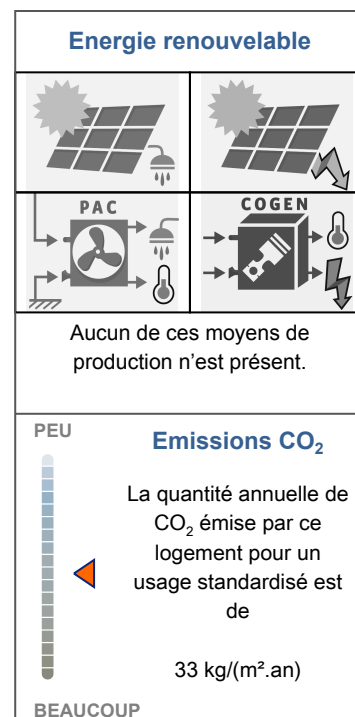 Energie renouvelable
PAC
COGEN
Aucun de ces moyens de
production n'est présent.
PEU
Emissions CO₂
La quantité annuelle de
CO₂ émise par ce
logement pour un
usage standardisé est
de
33 kg/(m².an)
BEAUCOUP